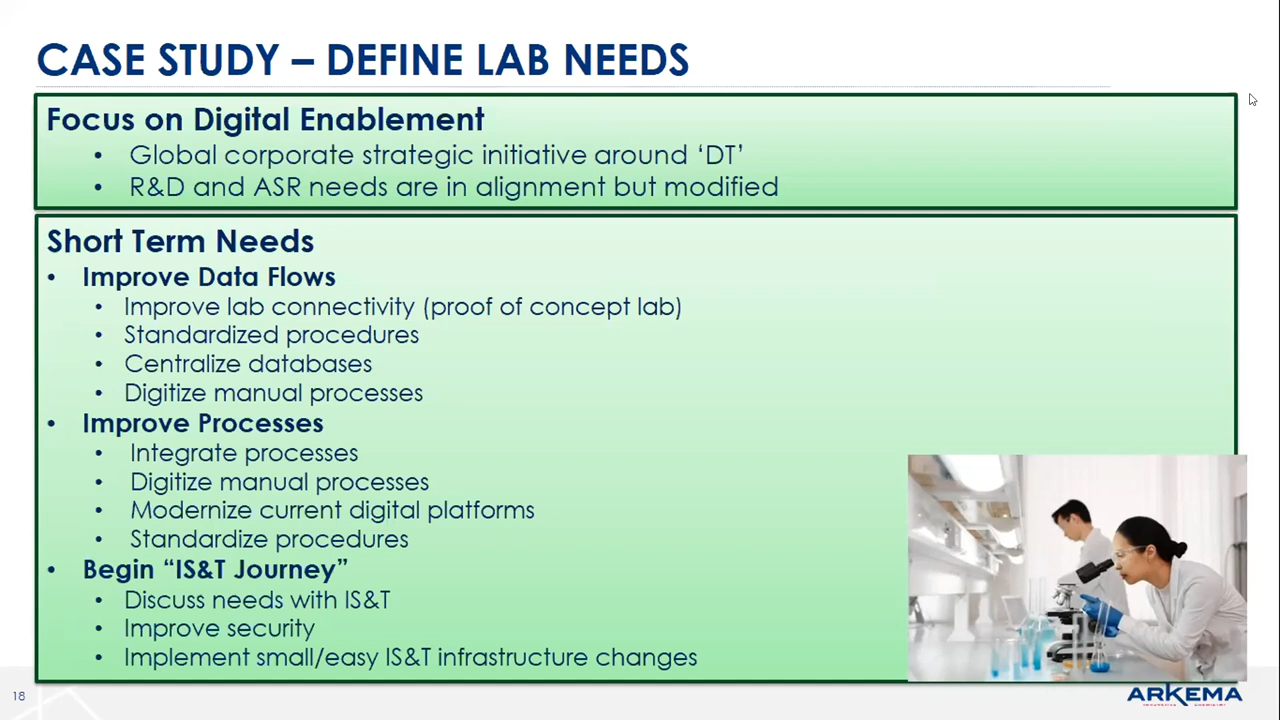 CASE STUDY – DEFINE LAB NEEDS
Focus on Digital Enablement
• Global corporate strategic initiative around ‘DT’
• R&D and ASR needs are in alignment but modified
Short Term Needs
• Improve Data Flows
• Improve lab connectivity (proof of concept lab)
• Standardized procedures
• Centralize databases
• Digitize manual processes
• Improve Processes
• Integrate processes
• Digitize manual processes
• Modernize current digital platforms
• Standardize procedures
• Begin “IS&T Journey”
• Discuss needs with IS&T
• Improve security
• Implement small/easy IS&T infrastructure changes
18
ARKEMA